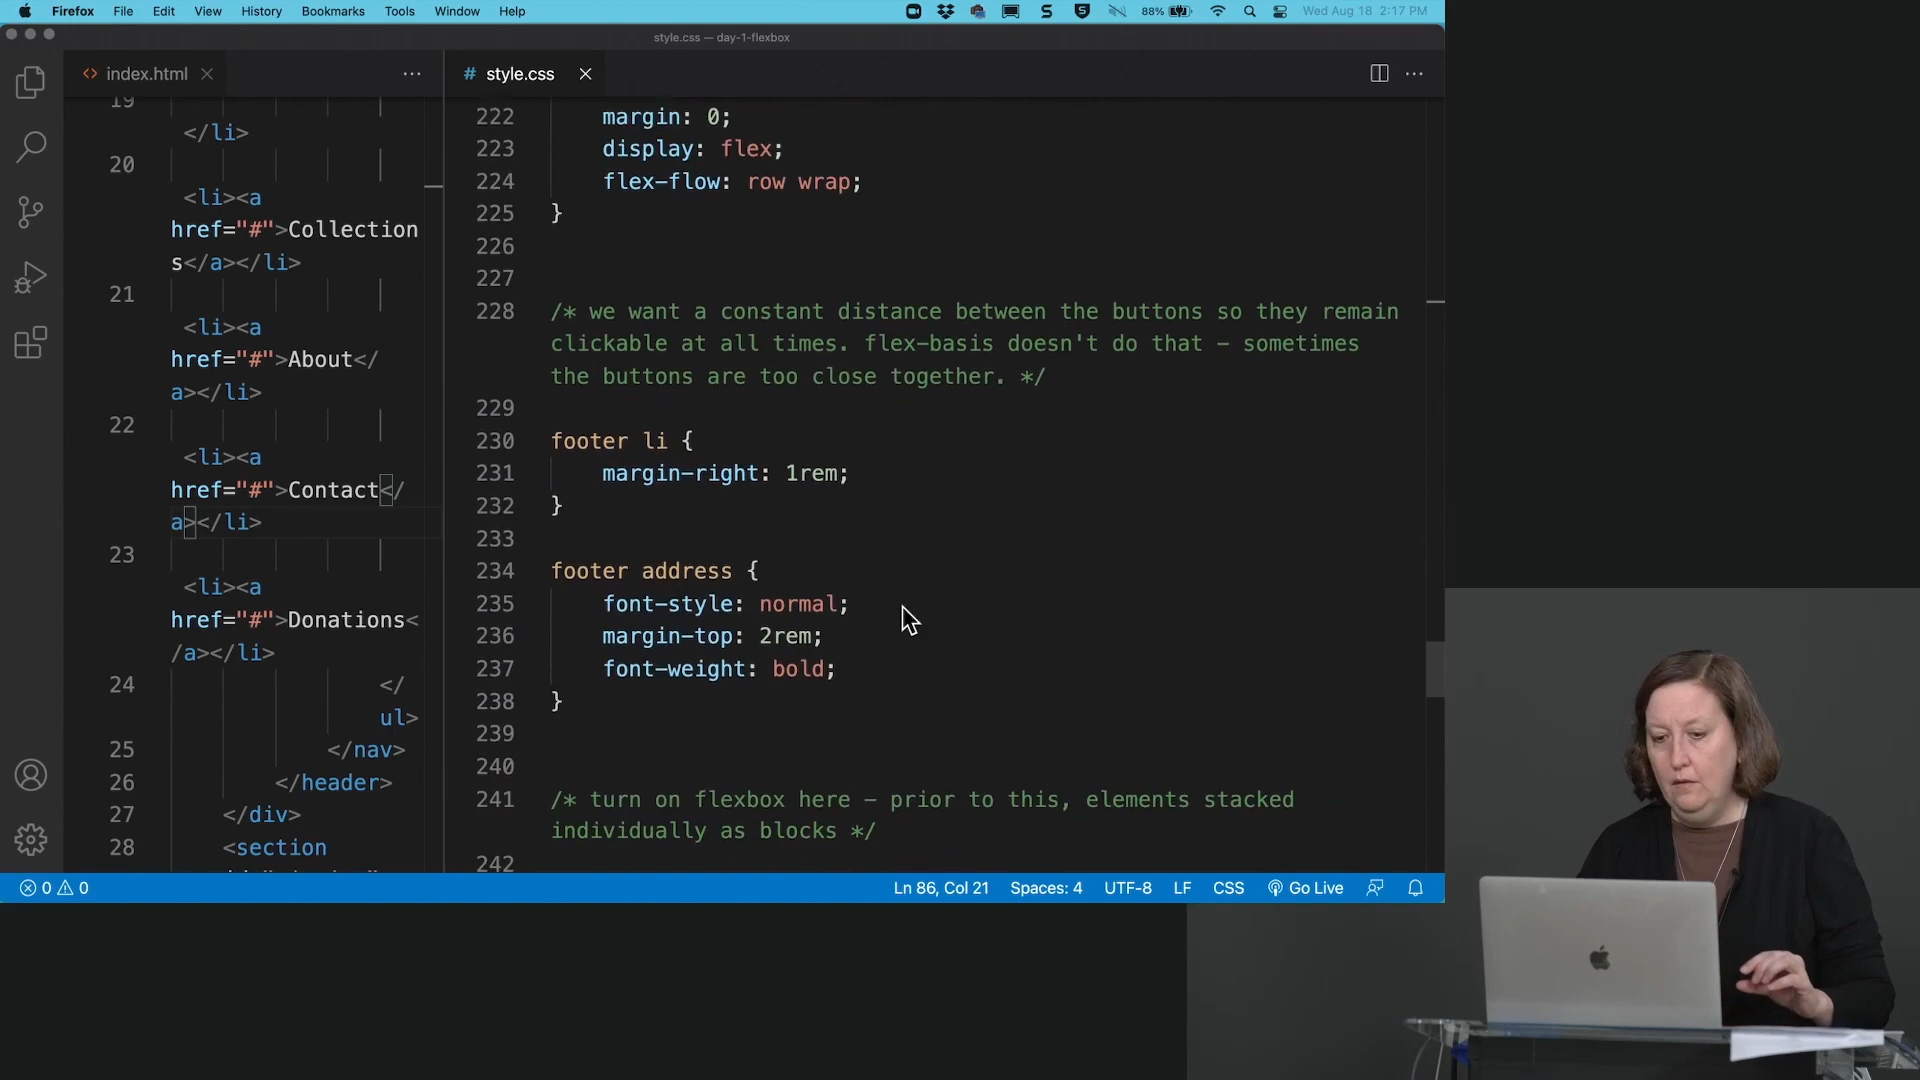 Firefox File Edit View History Bookmarks Tools Window Help 88% Wed Aug 18 2:17 PM
style.css — day-1-flexbox
index.html
19
</li>
20
<li><a
href="#">Collection
s</a></li>
21
<li><a
href="#">About</
a></li>
22
<li><a
href="#">Contact</
a></li>
23
<li><a
href="#">Donations<
/a></li>
24 </
ul>
25 </nav>
26 </header>
27 </div>
28 <section
# style.css
222 margin: 0;
223 display: flex;
224 flex-flow: row wrap;
225 }
226
227
228 /* we want a constant distance between the buttons so they remain
clickable at all times. flex-basis doesn't do that – sometimes
the buttons are too close together. */
229
230 footer li {
231 margin-right: 1rem;
232 }
233
234 footer address {
235 font-style: normal;
236 margin-top: 2rem;
237 font-weight: bold;
238 }
239
240
241 /* turn on flexbox here – prior to this, elements stacked
individually as blocks */
242
0 0 Ln 86, Col 21 Spaces: 4 UTF-8 LF CSS Go Live